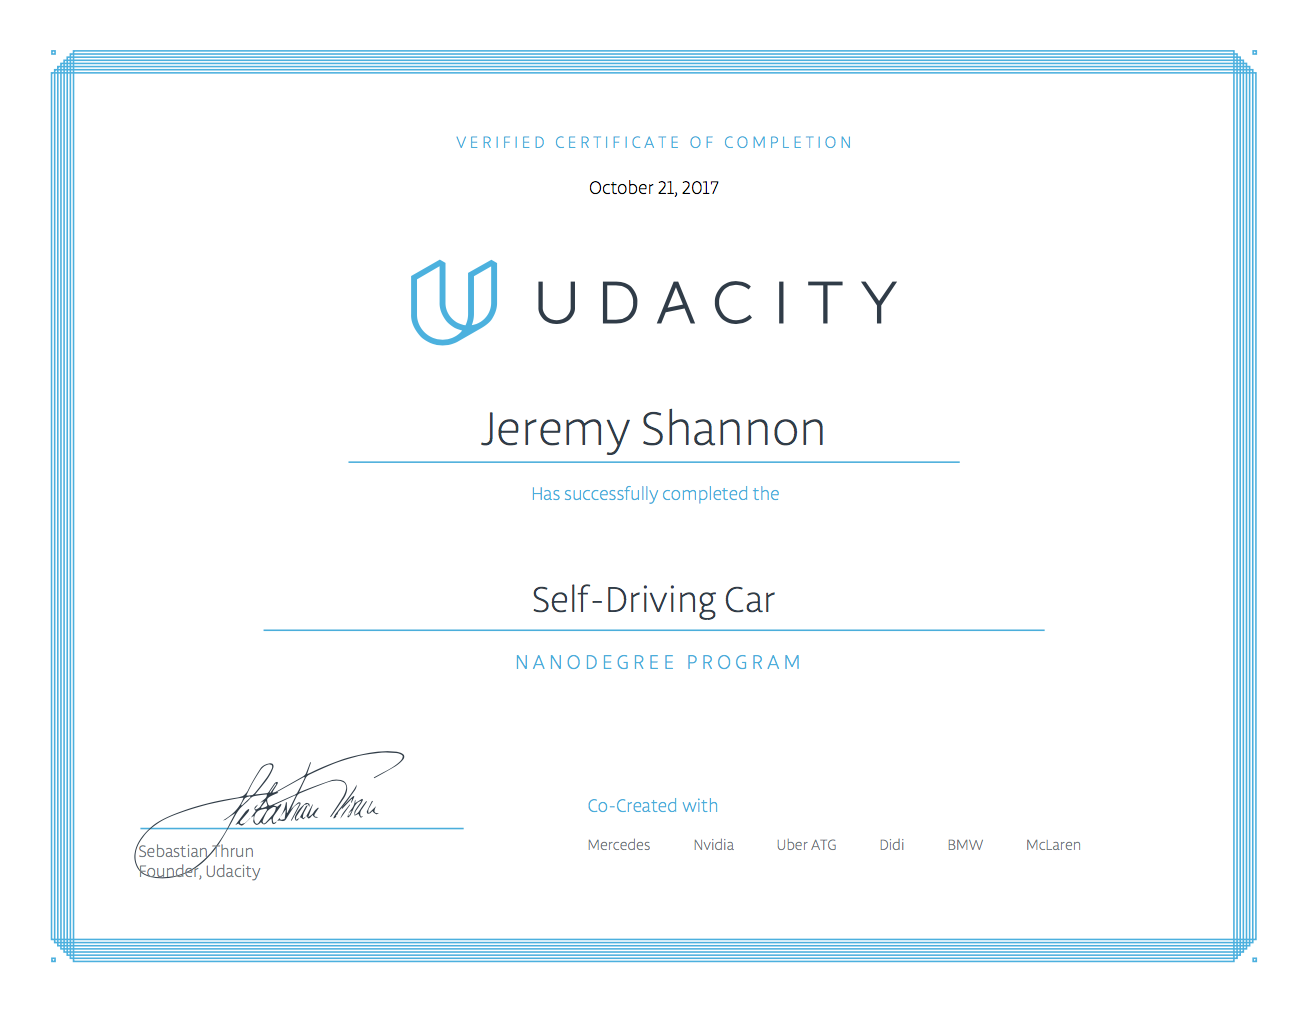 VERIFIED CERTIFICATE OF COMPLETION
October 21, 2017
UDACITY
Jeremy Shannon
Has successfully completed the
Self-Driving Car
NANODEGREE PROGRAM
Sebastian Thrun
Sebastian Thrun
Founder, Udacity
Co-Created with
Mercedes Nvidia Uber ATG Didi BMW McLaren